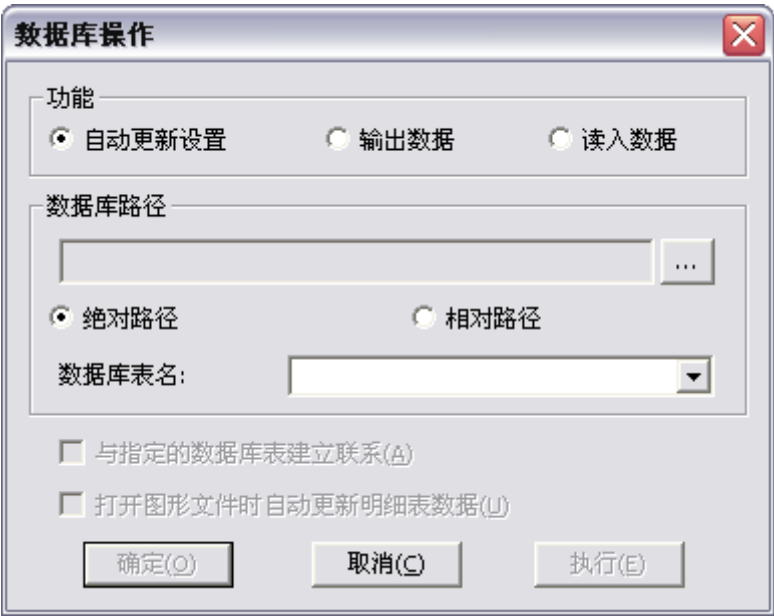 数据库操作
功能
自动更新设置 输出数据 读入数据
数据库路径
...
绝对路径 相对路径
数据库表名:
与指定的数据库表建立联系(A)
打开图形文件时自动更新明细表数据(U)
确定(O) 取消(C) 执行(E)